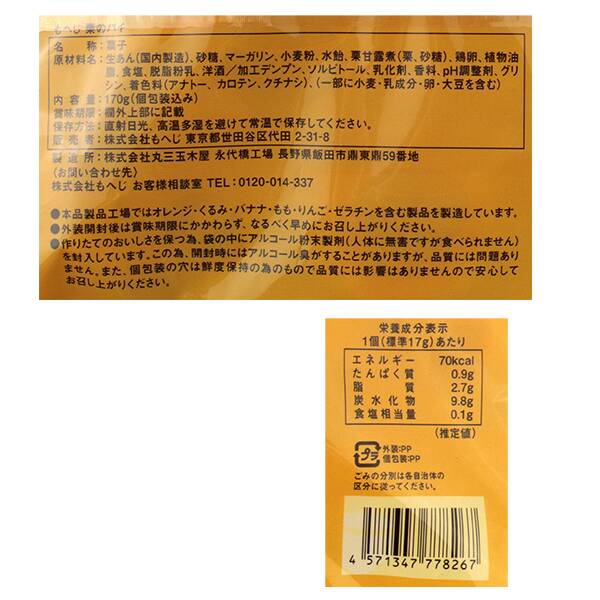 もへじ 栗のパイ
名 称:菓子
原材料名:生あん(国内製造)、砂糖、マーガリン、小麦粉、水飴、栗甘露煮(栗、砂糖)、鶏卵、植物油
脂、食塩、脱脂粉乳、洋酒/加工デンプン、ソルビトール、乳化剤、香料、pH調整剤、グリ
シン、着色料(アナトー、カロテン、クチナシ)、(一部に小麦・乳成分・卵・大豆を含む)
内 容 量:170g(個包装込み)
賞味期限:欄外上部に記載
保存方法:直射日光、高温多湿を避けて常温で保存してください。
販 売 者:株式会社もへじ 東京都世田谷区代田 2-31-8
製 造 所:株式会社丸三玉木屋 永代橋工場 長野県飯田市鼎東鼎59番地
〈お問い合わせ先〉
株式会社もへじ お客様相談室 TEL:0120-014-337
●本品製品工場ではオレンジ・くるみ・バナナ・もも・りんご・ゼラチンを含む製品を製造しています。
●外装開封後は賞味期限にかかわらず、なるべく早めにお召し上がりください。
●作りたてのおいしさを保つ為、袋の中にアルコール粉末製剤(人体に無害ですが食べられません)
を封入しています。この為、開封時にはアルコール臭がすることがありますが、品質には問題あり
ません。また、個包装の穴は鮮度保持の為のもので品質には影響はありませんので安心して
お召し上がりください。
栄養成分表示
1個(標準17g)あたり
エネルギー 70kcal
たんぱく質 0.9g
脂 質 2.7g
炭水化物 9.8g
食塩相当量 0.1g
(推定値)
プラ
外装:PP
個包装:PP
ごみの分別は各自治体の
区分に従ってください。
4 571347 778267